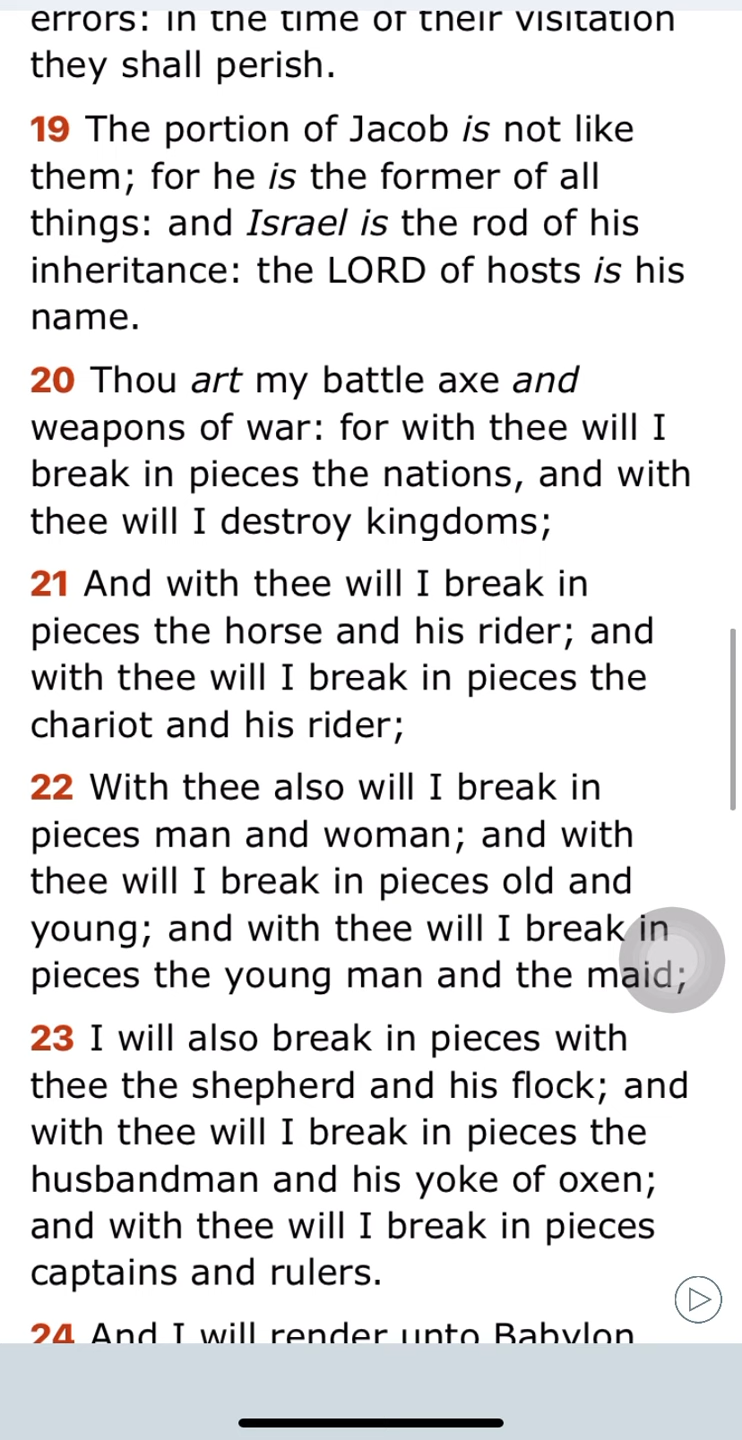 errors: in the time of their visitation
they shall perish.
19 The portion of Jacob is not like
them; for he is the former of all
things: and Israel is the rod of his
inheritance: the LORD of hosts is his
name.
20 Thou art my battle axe and
weapons of war: for with thee will I
break in pieces the nations, and with
thee will I destroy kingdoms;
21 And with thee will I break in
pieces the horse and his rider; and
with thee will I break in pieces the
chariot and his rider;
22 With thee also will I break in
pieces man and woman; and with
thee will I break in pieces old and
young; and with thee will I break in
pieces the young man and the maid;
23 I will also break in pieces with
thee the shepherd and his flock; and
with thee will I break in pieces the
husbandman and his yoke of oxen;
and with thee will I break in pieces
captains and rulers.
24 And I will render unto Babylon